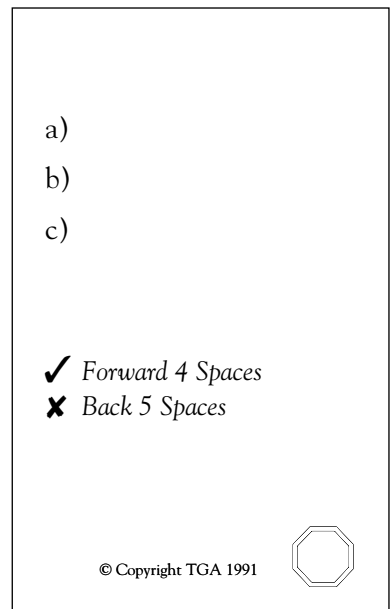 a)
b)
c)
✓ Forward 4 Spaces
✘ Back 5 Spaces
© Copyright TGA 1991